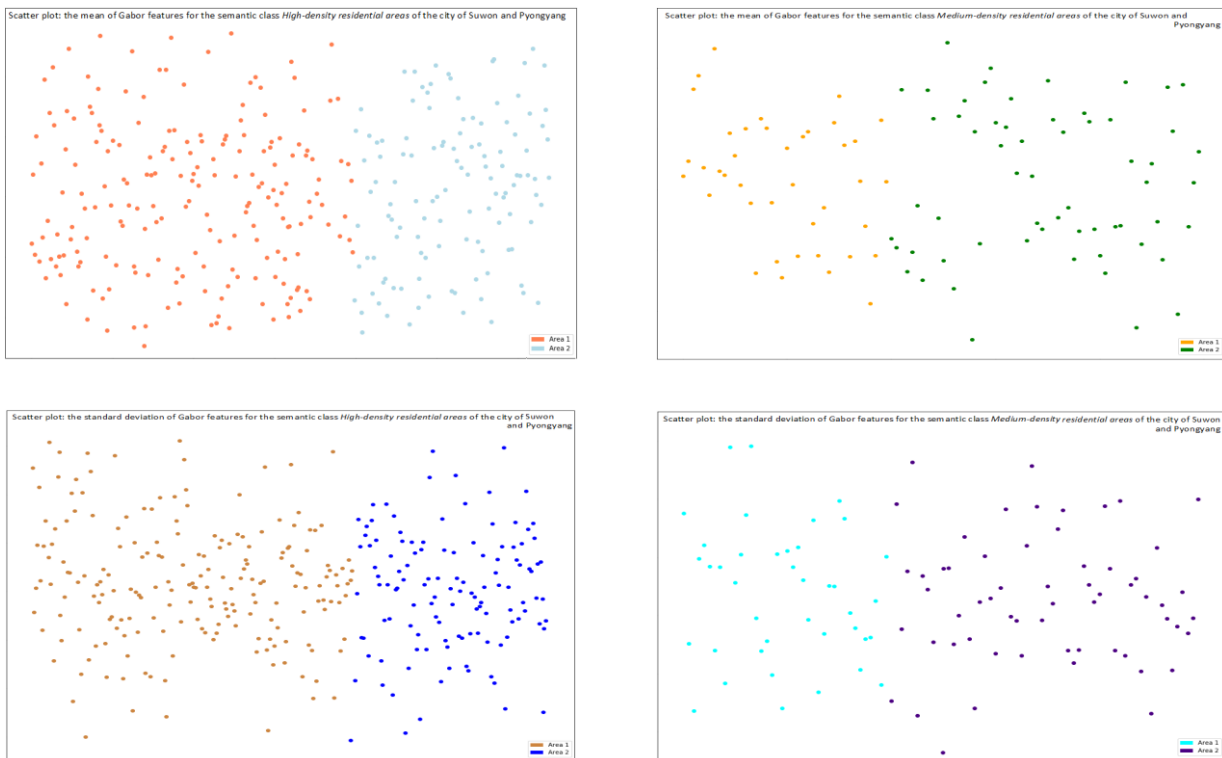 Scatter plot: the mean of Gabor features for the semantic class High-density residential areas of the city of Suwon and Pyongyang
Area 1
Area 2
Scatter plot: the mean of Gabor features for the semantic class Medium-density residential areas of the city of Suwon and
Pyongyang
Area 1
Area 2
Scatter plot: the standard deviation of Gabor features for the semantic class High-density residential areas of the city of Suwon
and Pyongyang
Area 1
Area 2
Scatter plot: the standard deviation of Gabor features for the semantic class Medium-density residential areas of the city of Suwon
and Pyongyang
Area 1
Area 2